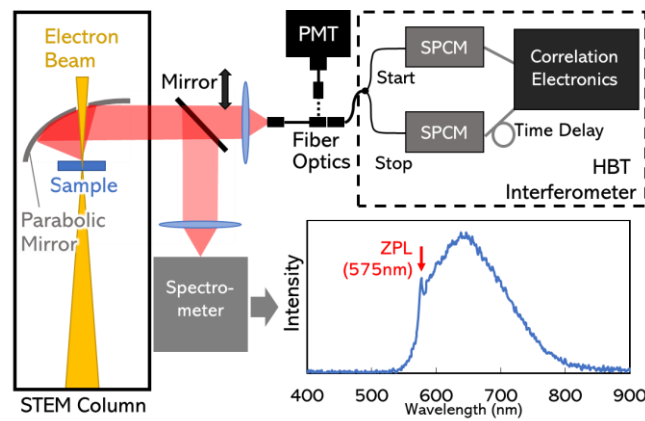 Electron
Beam
Mirror
Sample
Parabolic
Mirror
Spectro-
meter
STEM Column
PMT
Fiber
Optics
Start
Stop
SPCM
SPCM
Correlation
Electronics
Time Delay
HBT
Interferometer
ZPL
(575nm)
Intensity
400 500 600 700 800 900
Wavelength (nm)